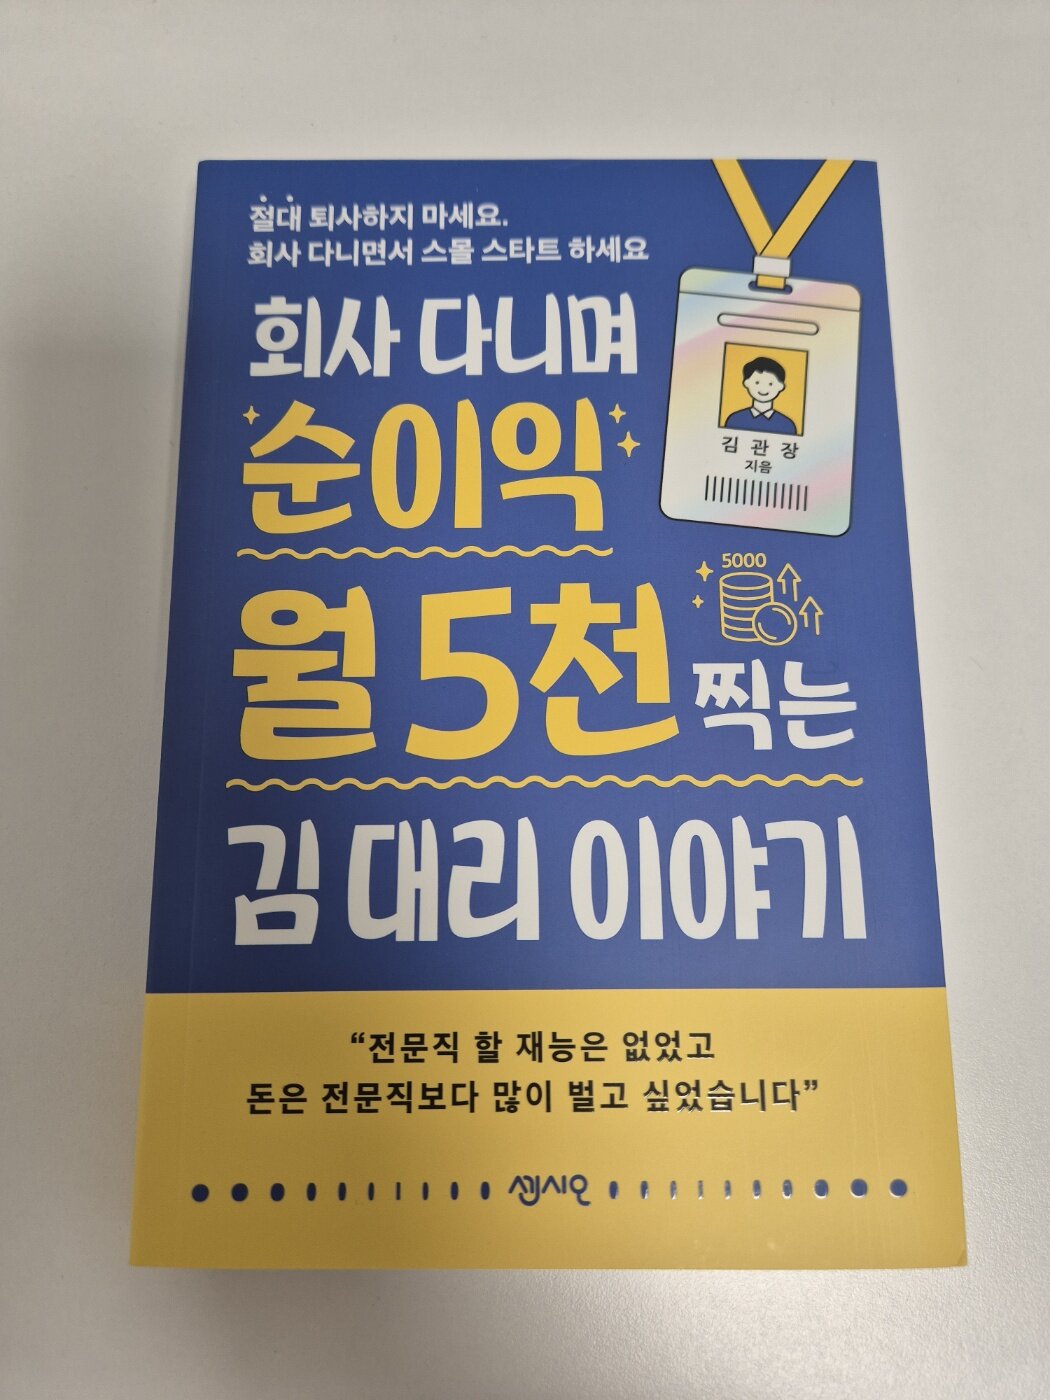 절대 퇴사하지 마세요.
회사 다니면서 스몰 스타트 하세요
회사 다니며
순이익
월 5천 찍는
김 대리 이야기
김 관 장
지음
5000
“전문직 할 재능은 없었고
돈은 전문직보다 많이 벌고 싶었습니다”
쎈시오